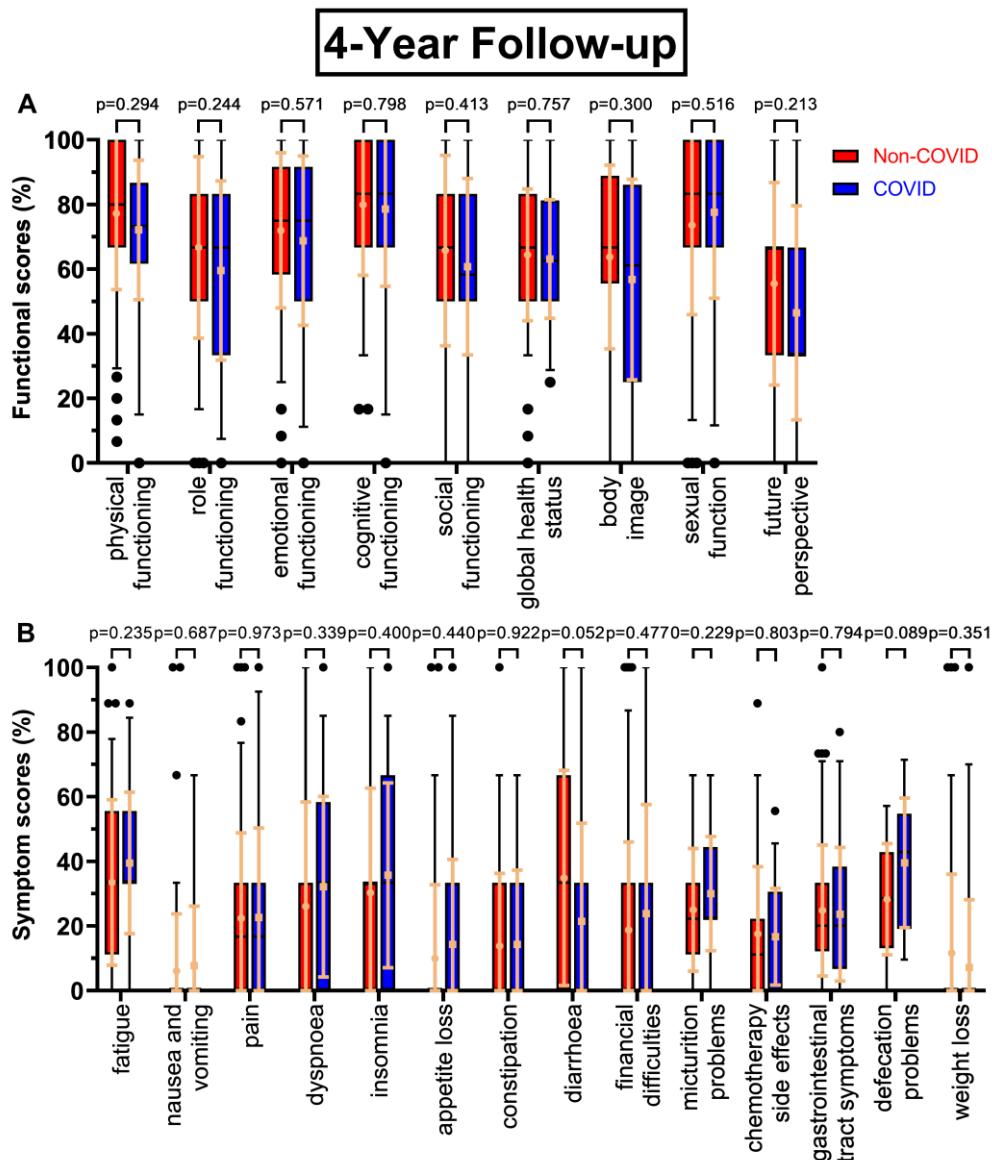 4-Year Follow-up
A
p=0.294 p=0.244 p=0.571 p=0.798 p=0.413 p=0.757 p=0.300 p=0.516 p=0.213
Functional scores (%)
100
80
60
40
20
0
Non-COVID
COVID
physical
functioning
role
functioning
emotional
functioning
cognitive
functioning
social
functioning
global health
status
body
image
sexual
function
future
perspective
B
p=0.235 p=0.687 p=0.973 p=0.339 p=0.400 p=0.440 p=0.922 p=0.052 p=0.477 0=0.229 p=0.803 p=0.794 p=0.089 p=0.351
Symptom scores (%)
100
80
60
40
20
0
fatigue
nausea and
vomiting
pain
dyspnoea
insomnia
appetite loss
constipation
diarrhoea
financial
difficulties
micturition
problems
chemotherapy
side effects
gastrointestinal
tract symptoms
defecation
problems
weight loss